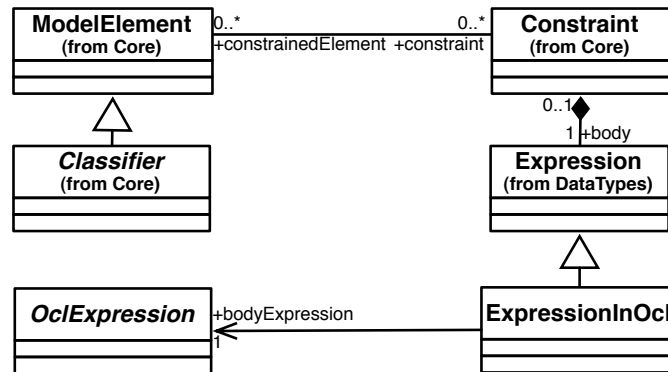 ModelElement
(from Core)
0..*
+constrainedElement
0..*
+constraint
Constraint
(from Core)
0..1
1 +body
Classifier
(from Core)
Expression
(from DataTypes)
OclExpression
+bodyExpression
1
ExpressionInOcl